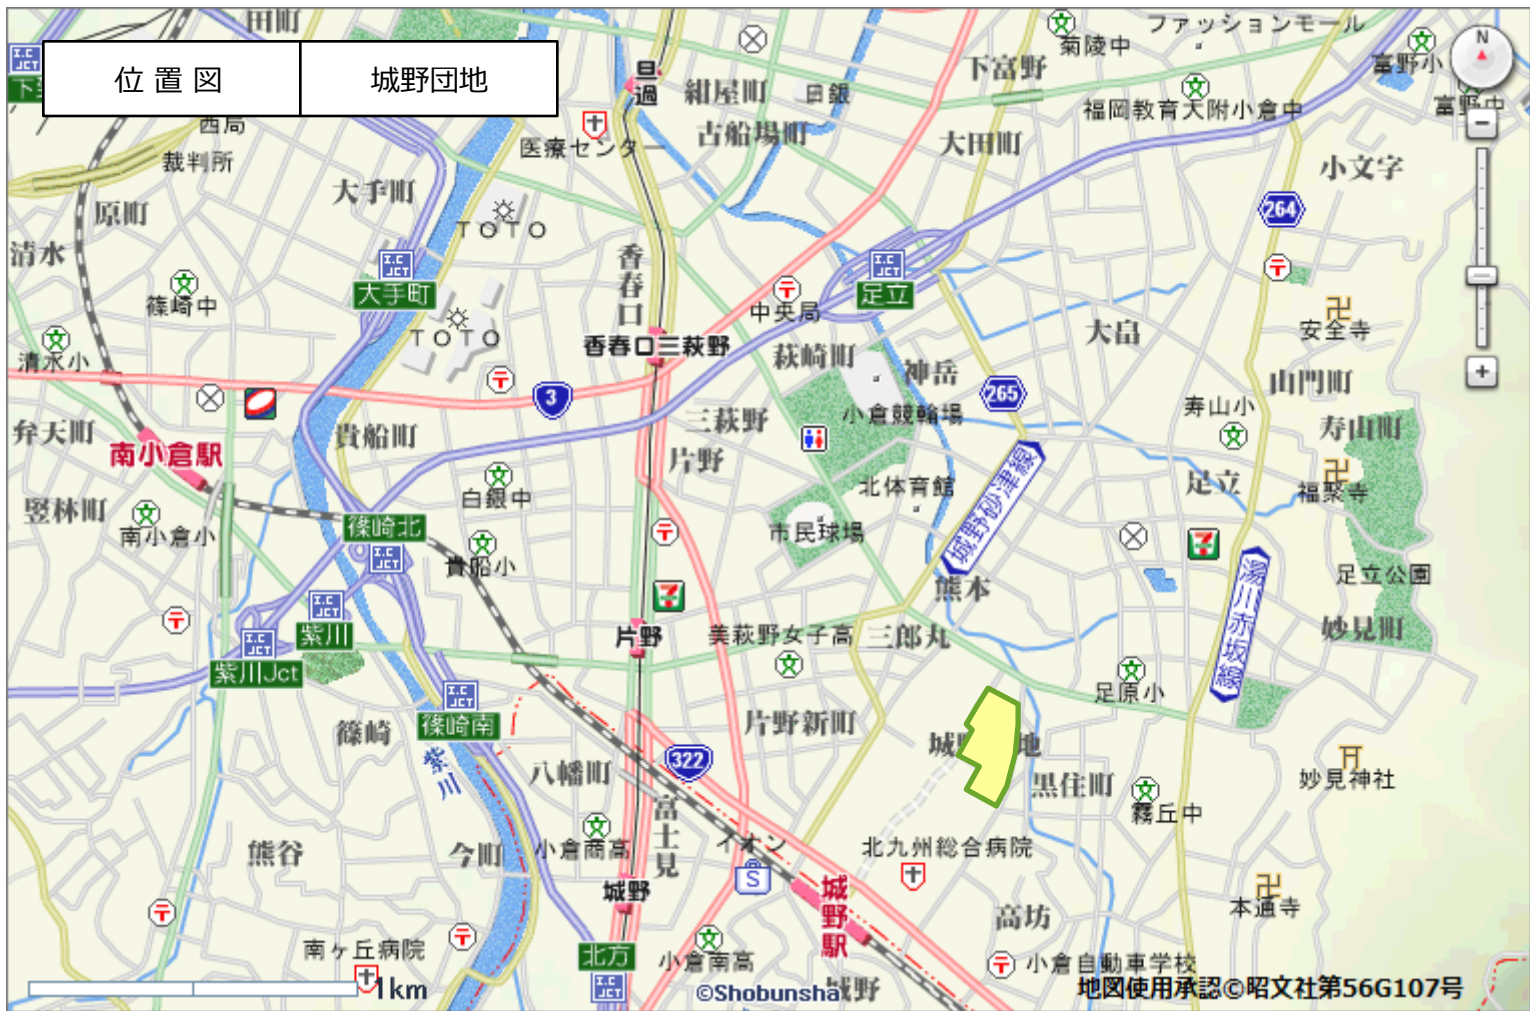 位置図
城野団地
田町
ファッションモール
菊陵中
下富野
富野小
富野中
旦過
紺屋町
日銀
福岡教育大附小倉中
西局
裁判所
医療センター
古船場町
大田町
小文字
大手町
原町
TOTO
264
清水
香春口
I.C JCT
大手町
I.C JCT
足立
篠崎中
中央局
安全寺
TOTO
大畠
清水小
香春口三萩野
萩崎町
神岳
山門町
3
265
寿山小
弁天町
貴船町
三萩野
小倉競輪場
寿山町
南小倉駅
片野
白銀中
北体育館
足立
福聚寺
竪林町
南小倉小
篠崎北
I.C JCT
市民球場
城野砂津線
貴船小
熊本
足立公園
湯川赤坂線
I.C JCT
紫川
片野
美萩野女子高
三郎丸
妙見町
I.C JCT
紫川Jct
足原小
I.C JCT
篠崎南
篠崎
片野新町
紫川
322
八幡町
黒住町
妙見神社
霧丘中
富士見
熊谷
今町
小倉商高
イオン
北九州総合病院
城野
城野駅
高坊
本通寺
南ヶ丘病院
北方
I.C JCT
小倉南高
小倉自動車学校
1km
©Shobunsha
城野
地図使用承認©昭文社第56G107号